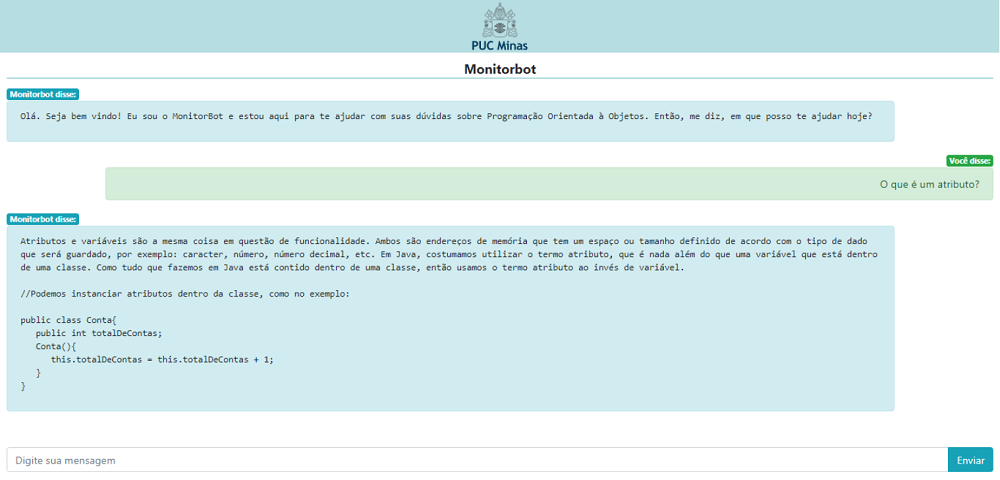 PUC Minas
Monitorbot
Monitorbot disse:
Olá. Seja bem vindo! Eu sou o MonitorBot e estou aqui para te ajudar com suas dúvidas sobre Programação Orientada à Objetos. Então, me diz, em que posso te ajudar hoje?
Você disse:
O que é um atributo?
Monitorbot disse:
Atributos e variáveis são a mesma coisa em questão de funcionalidade. Ambos são endereços de memória que tem um espaço ou tamanho definido de acordo com o tipo de dado
que será guardado, por exemplo: caracter, número, número decimal, etc. Em Java, costumamos utilizar o termo atributo, que é nada além do que uma variável que está dentro
de uma classe. Como tudo que fazemos em Java está contido dentro de uma classe, então usamos o termo atributo ao invés de variável.
//Podemos instanciar atributos dentro da classe, como no exemplo:
public class Conta{
public int totalDeContas;
Conta(){
this.totalDeContas = this.totalDeContas + 1;
}
}
Digite sua mensagem
Enviar